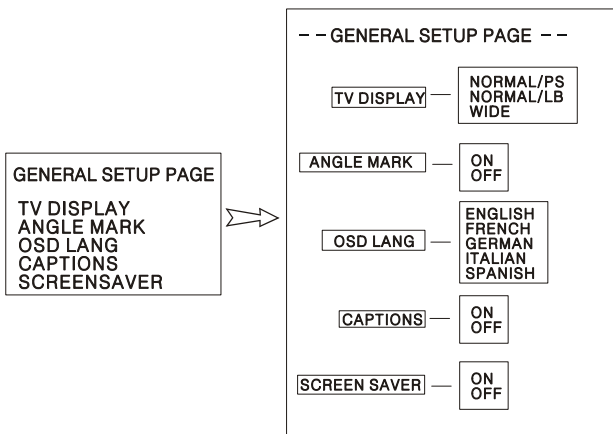 GENERAL SETUP PAGE
TV DISPLAY
ANGLE MARK
OSD LANG
CAPTIONS
SCREENSAVER
- - GENERAL SETUP PAGE - -
TV DISPLAY
NORMAL/PS
NORMAL/LB
WIDE
ANGLE MARK
ON
OFF
OSD LANG
ENGLISH
FRENCH
GERMAN
ITALIAN
SPANISH
CAPTIONS
ON
OFF
SCREEN SAVER
ON
OFF